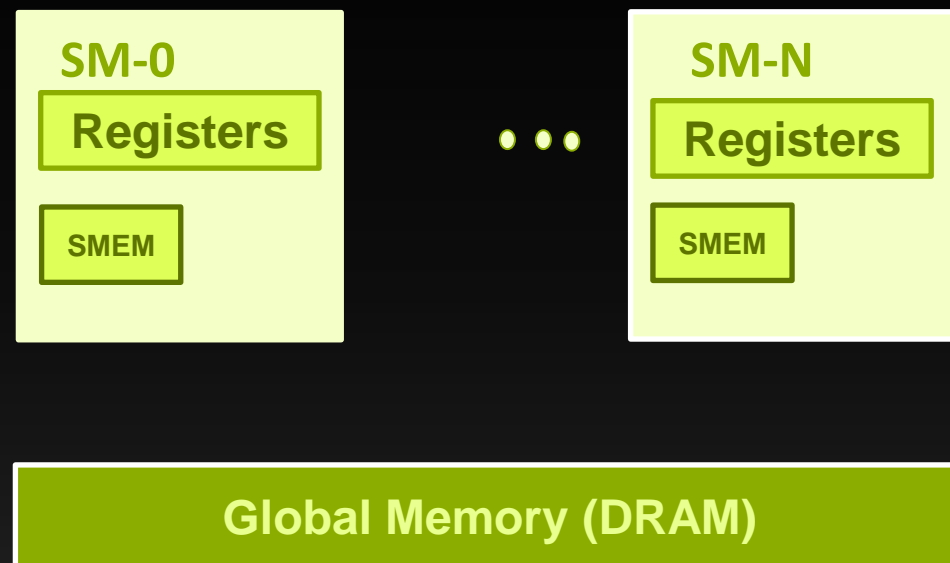 SM-0
Registers
SMEM
SM-N
Registers
SMEM
Global Memory (DRAM)